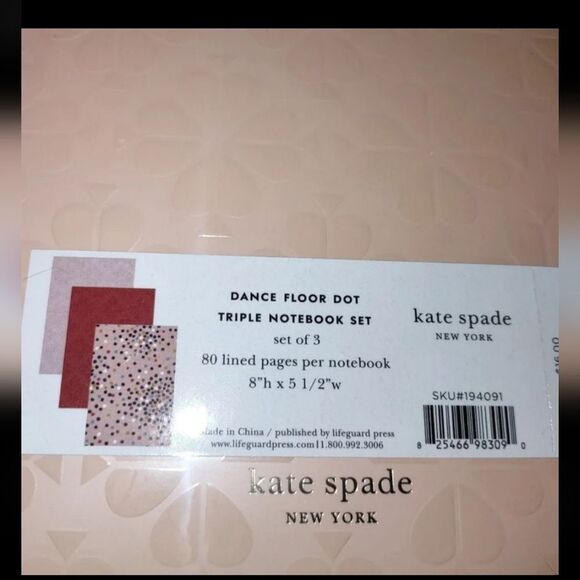 DANCE FLOOR DOT
TRIPLE NOTEBOOK SET
set of 3
80 lined pages per notebook
8"h x 5 1/2"w
made in China / published by lifeguard press
www.lifeguardpress.com | 1.800.992.3006
kate spade
NEW YORK
SKU#194091
8 25466 98309 0
$16.00
kate spade
NEW YORK